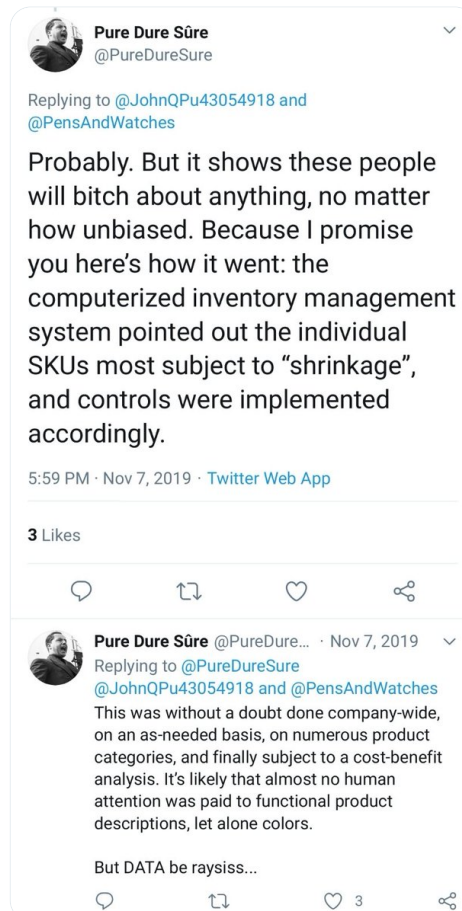 Pure Dure Sûre
@PureDureSure
Replying to @JohnQPu43054918 and
@PensAndWatches
Probably. But it shows these people
will bitch about anything, no matter
how unbiased. Because I promise
you here’s how it went: the
computerized inventory management
system pointed out the individual
SKUs most subject to “shrinkage”,
and controls were implemented
accordingly.
5:59 PM · Nov 7, 2019 · Twitter Web App
3 Likes
Pure Dure Sûre @PureDure... · Nov 7, 2019
Replying to @PureDureSure
@JohnQPu43054918 and @PensAndWatches
This was without a doubt done company-wide,
on an as-needed basis, on numerous product
categories, and finally subject to a cost-benefit
analysis. It’s likely that almost no human
attention was paid to functional product
descriptions, let alone colors.
But DATA be raysiss...
3